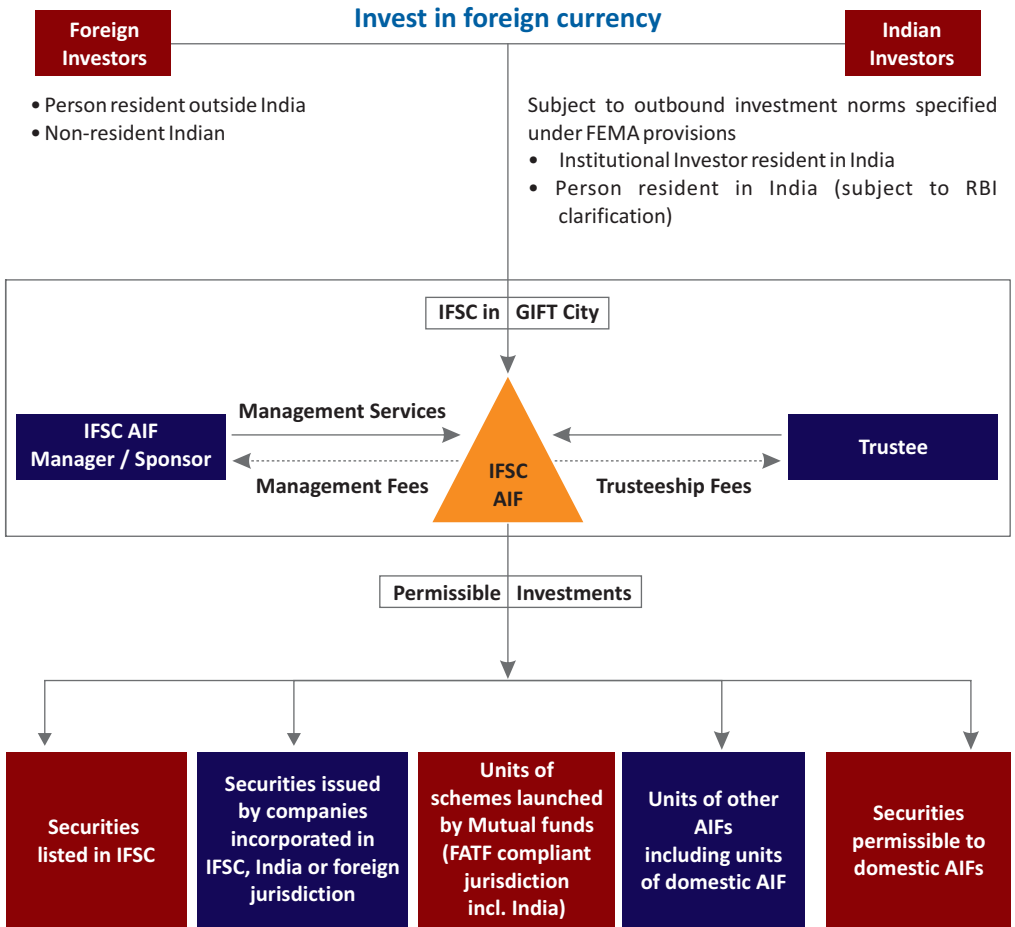 Invest in foreign currency
Foreign
Investors
Indian
Investors
• Person resident outside India
• Non-resident Indian
Subject to outbound investment norms specified
under FEMA provisions
• Institutional Investor resident in India
• Person resident in India (subject to RBI
clarification)
IFSC in GIFT City
IFSC AIF
Manager / Sponsor
Management Services
Management Fees
IFSC
AIF
Trusteeship Fees
Trustee
Permissible Investments
Securities
listed in IFSC
Securities issued
by companies
incorporated in
IFSC, India or foreign
jurisdiction
Units of
schemes launched
by Mutual funds
(FATF compliant
jurisdiction
incl. India)
Units of other
AIFs
including units
of domestic AIF
Securities
permissible to
domestic AIFs